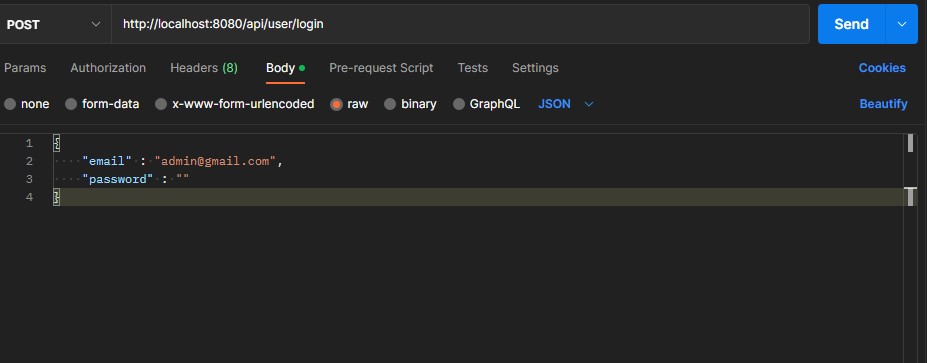 POST http://localhost:8080/api/user/login Send
Params Authorization Headers (8) Body Pre-request Script Tests Settings Cookies
none form-data x-www-form-urlencoded raw binary GraphQL JSON Beautify
1 {
2 "email" : "admin@gmail.com",
3 "password" : ""
4 }